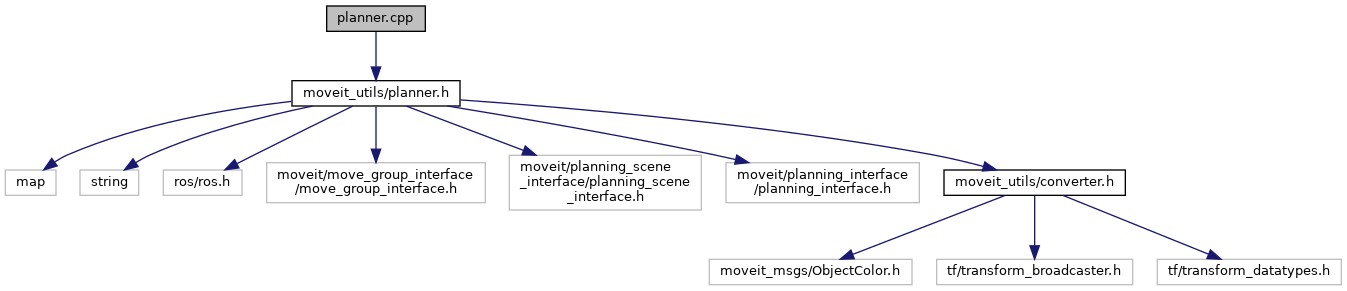 planner.cpp
moveit_utils/planner.h
map
string
ros/ros.h
moveit/move_group_interface
/move_group_interface.h
moveit/planning_scene
_interface/planning_scene
_interface.h
moveit/planning_interface
/planning_interface.h
moveit_utils/converter.h
moveit_msgs/ObjectColor.h
tf/transform_broadcaster.h
tf/transform_datatypes.h